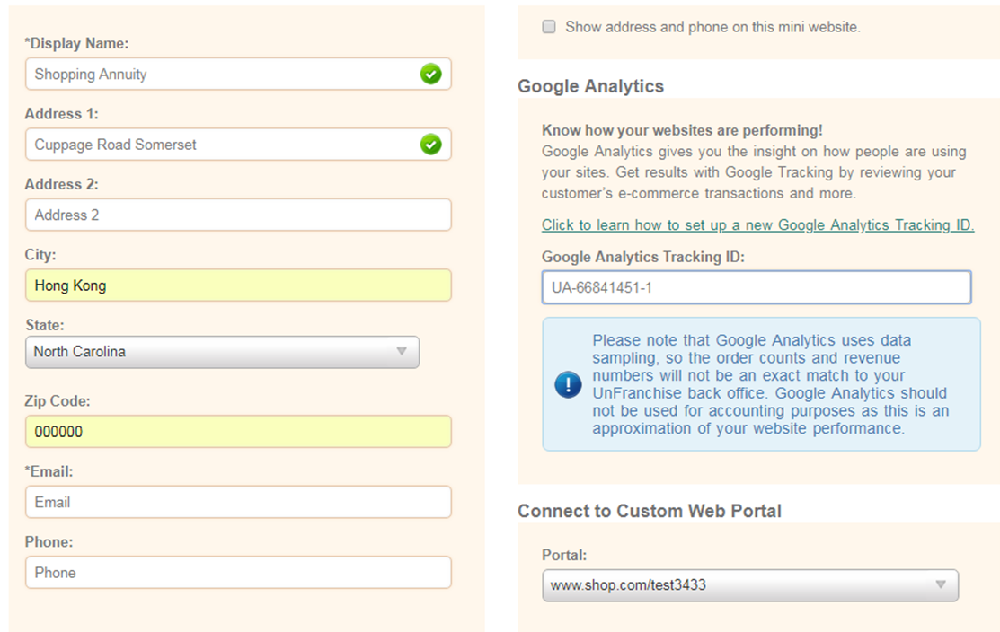 *Display Name:
Shopping Annuity
Address 1:
Cuppage Road Somerset
Address 2:
Address 2
City:
Hong Kong
State:
North Carolina
Zip Code:
000000
*Email:
Email
Phone:
Phone
Show address and phone on this mini website.
Google Analytics
Know how your websites are performing!
Google Analytics gives you the insight on how people are using
your sites. Get results with Google Tracking by reviewing your
customer's e-commerce transactions and more.
Click to learn how to set up a new Google Analytics Tracking ID.
Google Analytics Tracking ID:
UA-66841451-1
Please note that Google Analytics uses data
sampling, so the order counts and revenue
numbers will not be an exact match to your
UnFranchise back office. Google Analytics should
not be used for accounting purposes as this is an
approximation of your website performance.
Connect to Custom Web Portal
Portal:
www.shop.com/test3433